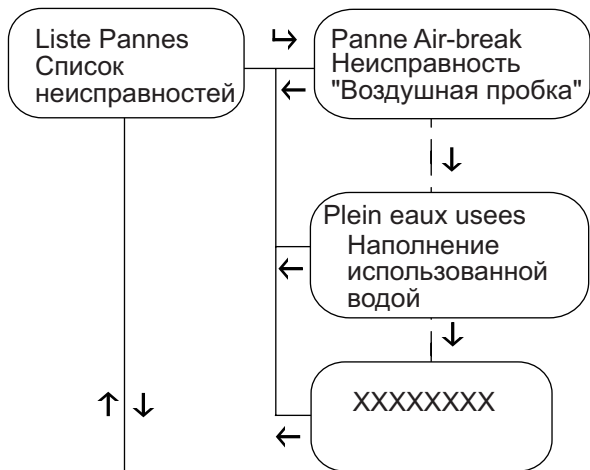 Liste Pannes
Список
неисправностей
Panne Air-break
Неисправность
"Воздушная пробка"
Plein eaux usees
Наполнение
использованной
водой
XXXXXXXX